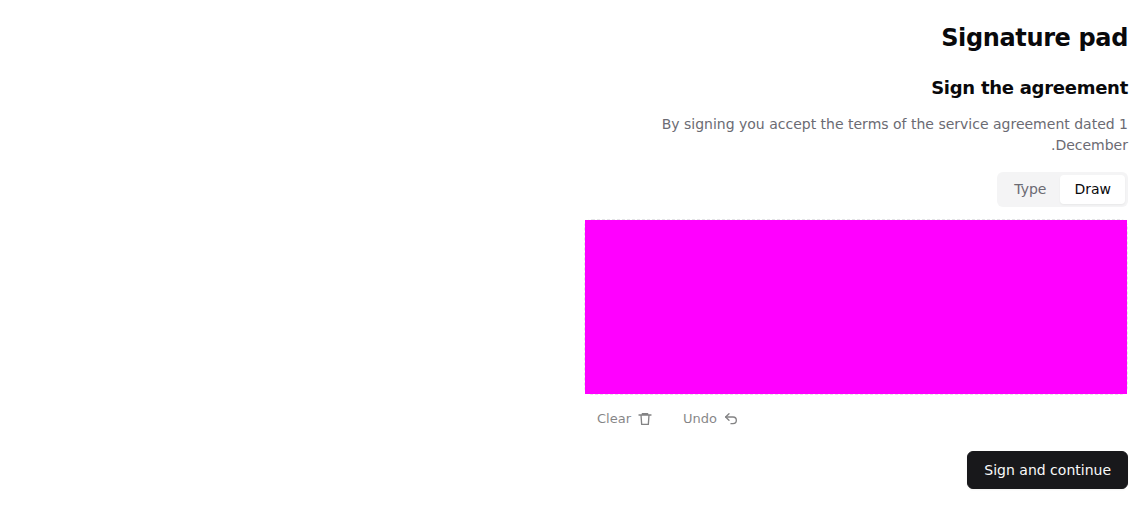 Signature pad
Sign the agreement
By signing you accept the terms of the service agreement dated 1
.December
Type Draw
Clear Undo
Sign and continue